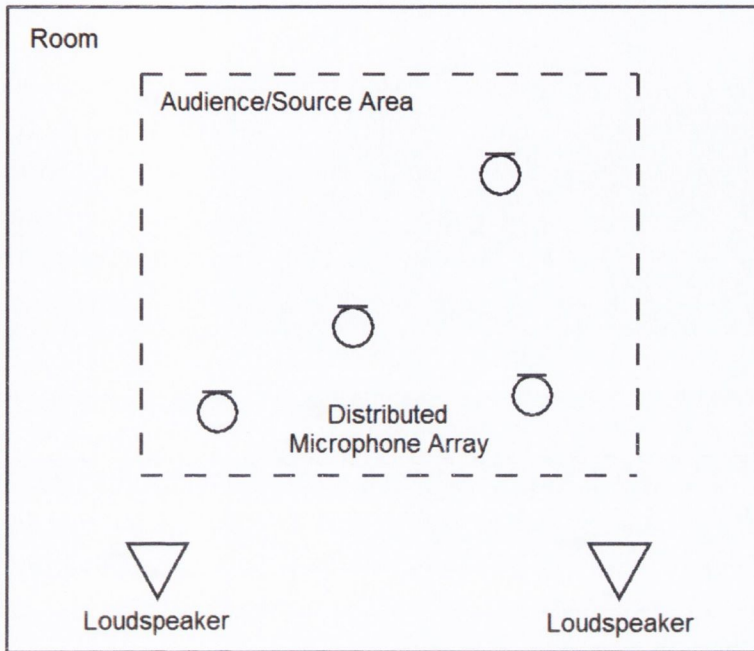 Room
Audience/Source Area
Distributed
Microphone Array
Loudspeaker
Loudspeaker